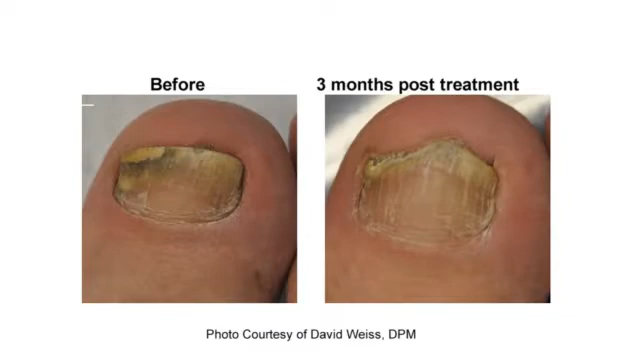 Before
3 months post treatment
Photo Courtesy of David Weiss, DPM